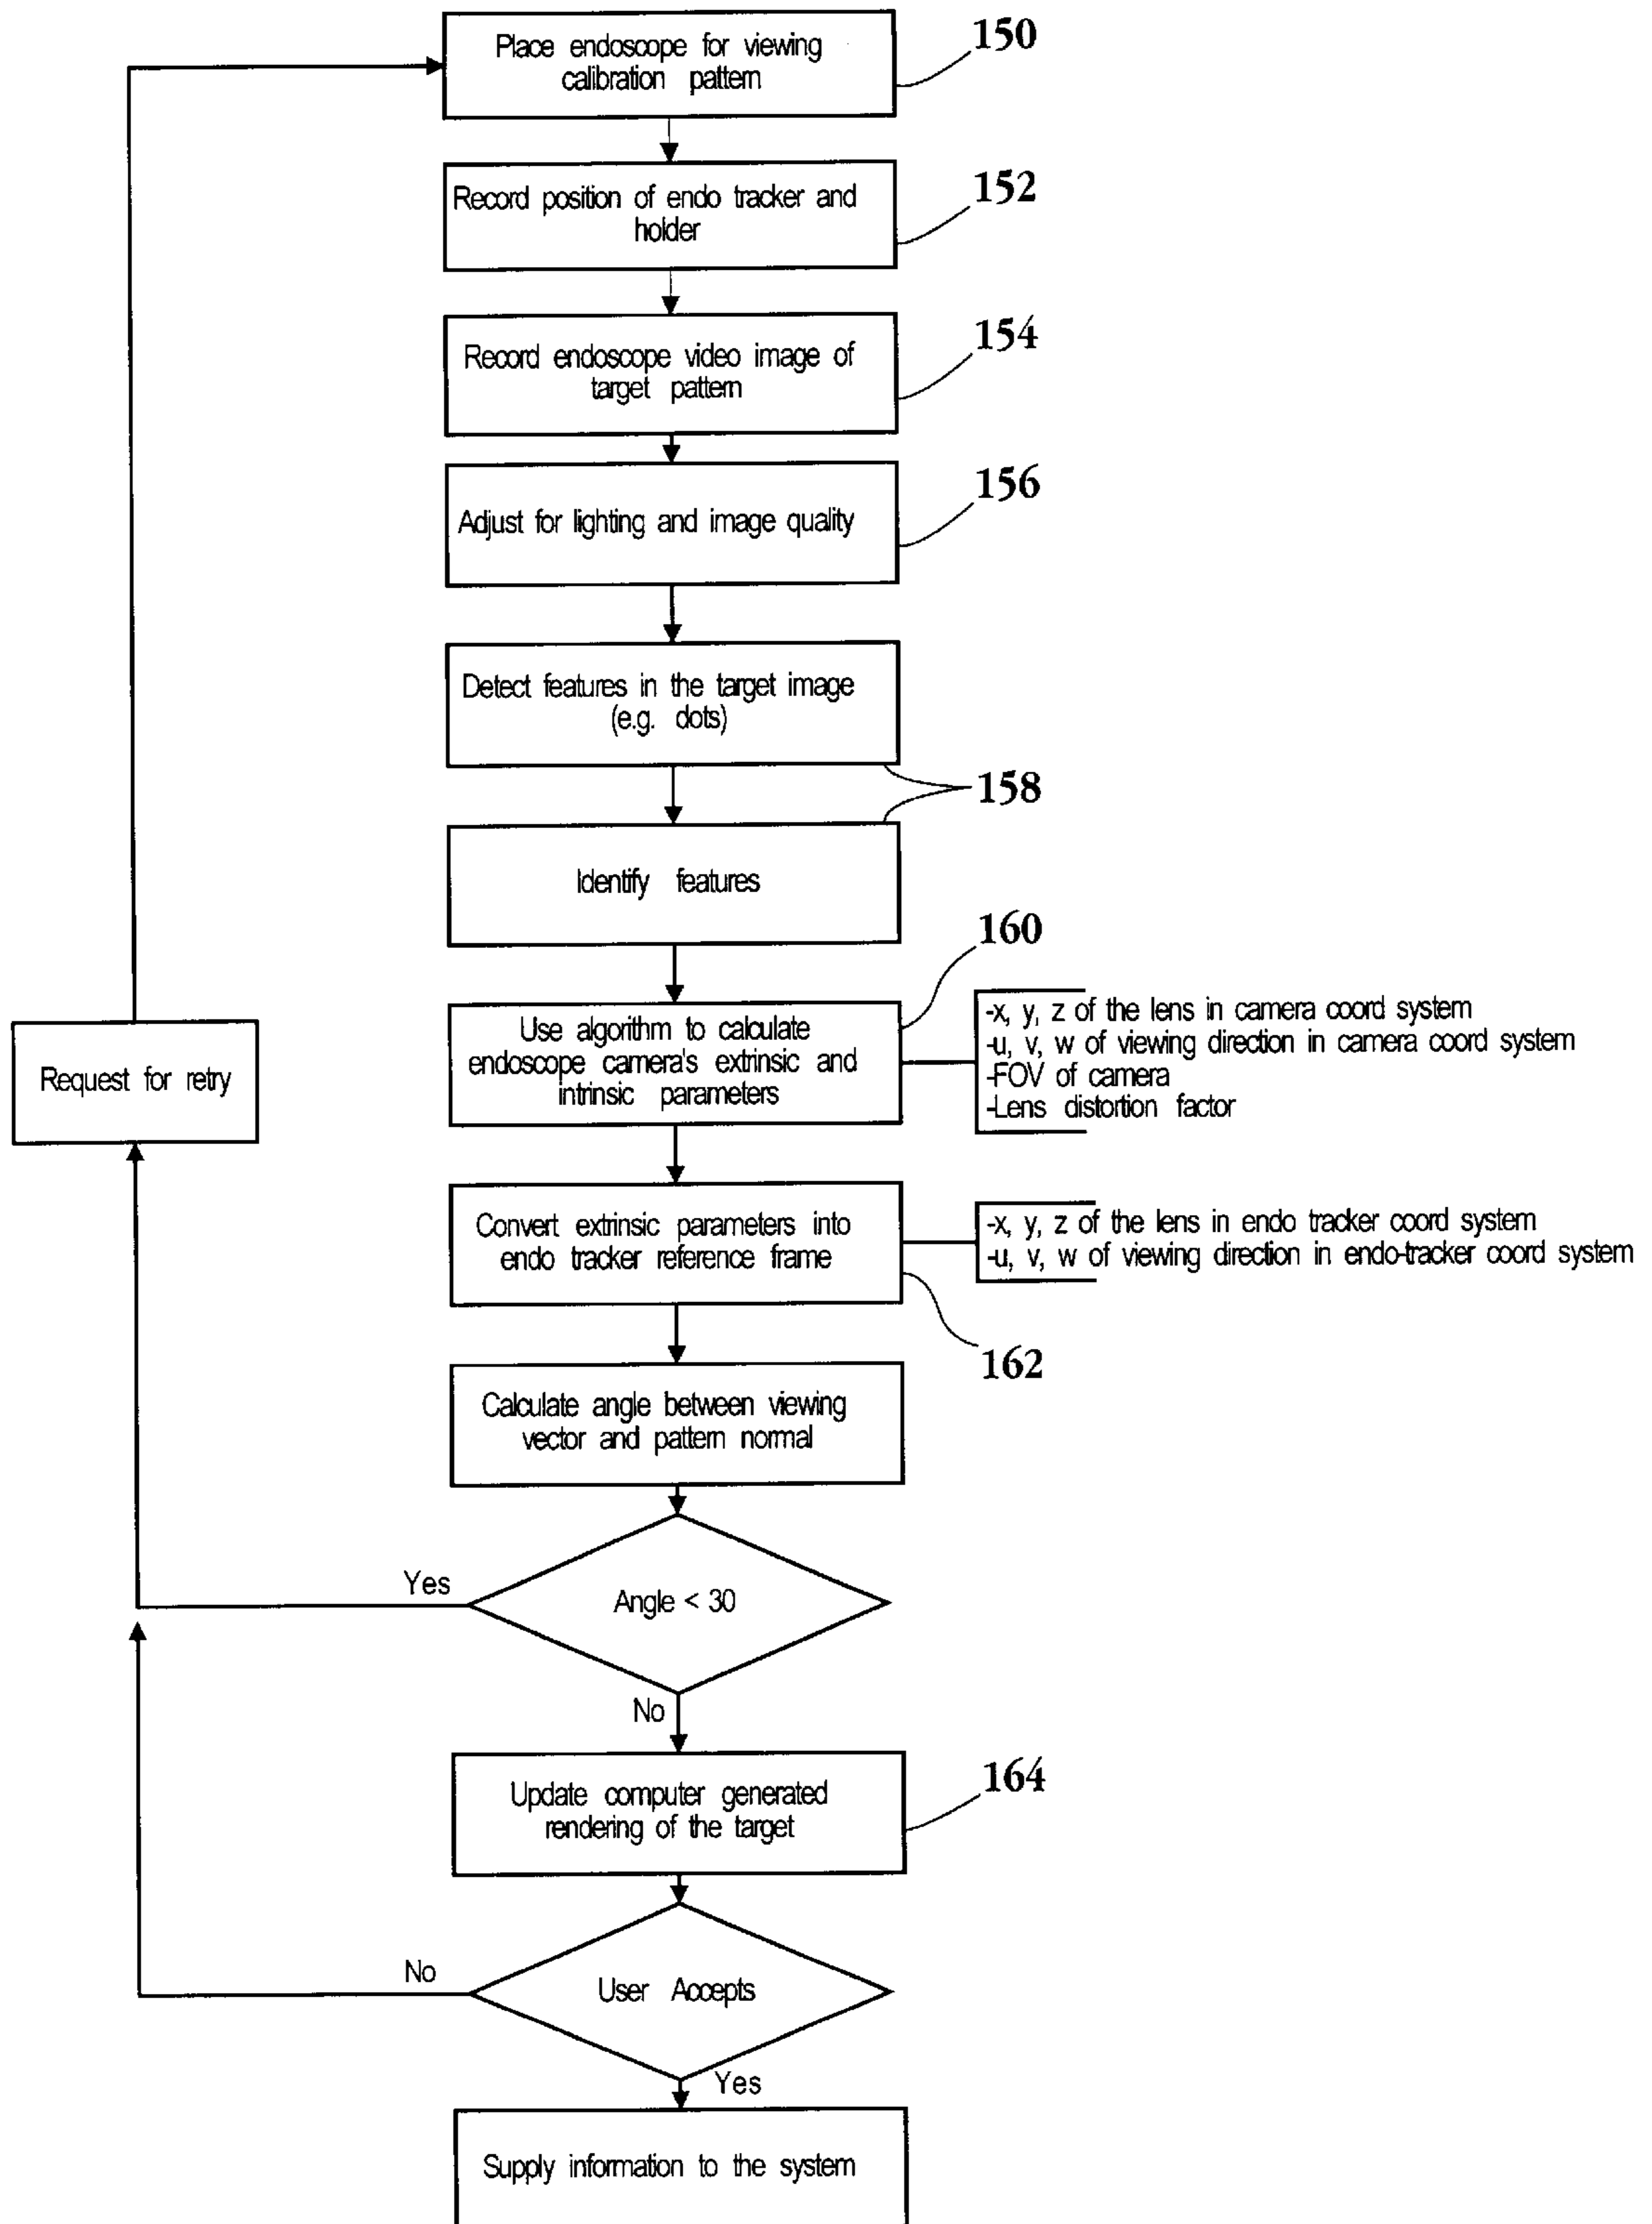 Place endoscope for viewing
calibration pattern
150
Record position of endo tracker and
holder
152
Record endoscope video image of
target pattern
154
Adjust for lighting and image quality
156
Detect features in the target image
(e.g. dots)
158
Identify features
160
Use algorithm to calculate
endoscope camera's extrinsic and
intrinsic parameters
-x, y, z of the lens in camera coord system
-u, v, w of viewing direction in camera coord system
-FOV of camera
-Lens distortion factor
Request for retry
Convert extrinsic parameters into
endo tracker reference frame
-x, y, z of the lens in endo tracker coord system
-u, v, w of viewing direction in endo-tracker coord system
162
Calculate angle between viewing
vector and pattern normal
Yes
Angle < 30
No
Update computer generated
rendering of the target
164
No
User Accepts
Yes
Supply information to the system